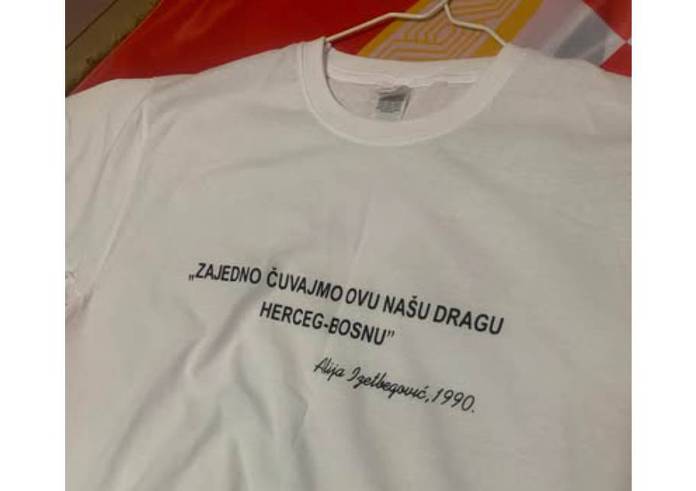 „ZAJEDNO ČUVAJMO OVU NAŠU DRAGU
HERCEG-BOSNU”
Alija Izetbegović, 1990.